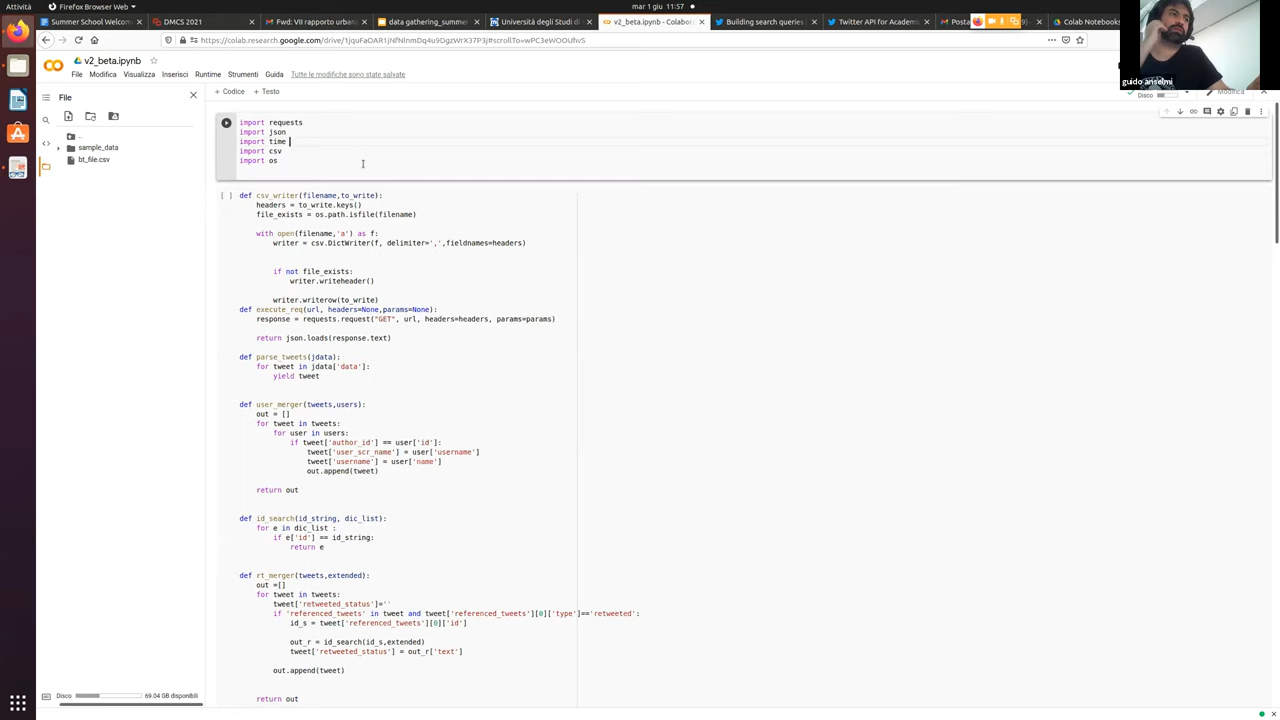 Firefox Browser Web
mar 1 giu 11:57
Summer Welcome
DMCS 2021
Fwd: VII rapporto urban
data gathering_summer
Università degli Studi di
v2_beta.ipynb - Colabora
Building search queries
Twitter API for Academi
Posta
Colab Notebooks
https://colab.research.google.com/drive/1jquFaOAR1jNfNlnmDq4u9DgzWrX37P3j#scrollTo=wPC3eWOOUhvS
v2_beta.ipynb
File Modifica Visualizza Inserisci Runtime Strumenti Guida Tutte le modifiche sono state salvate
guido anselmi
File
+ Codice + Testo
Disco
Modifica
..
sample_data
bt_file.csv
import requests
import json
import time
import csv
import os
[ ]
def csv_writer(filename,to_write):
headers = to_write.keys()
file_exists = os.path.isfile(filename)
with open(filename,'a') as f:
writer = csv.DictWriter(f, delimiter=',',fieldnames=headers)
if not file_exists:
writer.writeheader()
writer.writerow(to_write)
def execute_req(url, headers=None,params=None):
response = requests.request("GET", url, headers=headers, params=params)
return json.loads(response.text)
def parse_tweets(jdata):
for tweet in jdata['data']:
yield tweet
def user_merger(tweets,users):
out = []
for tweet in tweets:
for user in users:
if tweet['author_id'] == user['id']:
tweet['user_scr_name'] = user['username']
tweet['username'] = user['name']
out.append(tweet)
return out
def id_search(id_string, dic_list):
for e in dic_list :
if e['id'] == id_string:
return e
def rt_merger(tweets,extended):
out =[]
for tweet in tweets:
tweet['retweeted_status']=''
if 'referenced_tweets' in tweet and tweet['referenced_tweets'][0]['type']=='retweeted':
id_s = tweet['referenced_tweets'][0]['id']
out_r = id_search(id_s,extended)
tweet['retweeted_status'] = out_r['text']
out.append(tweet)
return out
Disco 69.04 GB disponibili